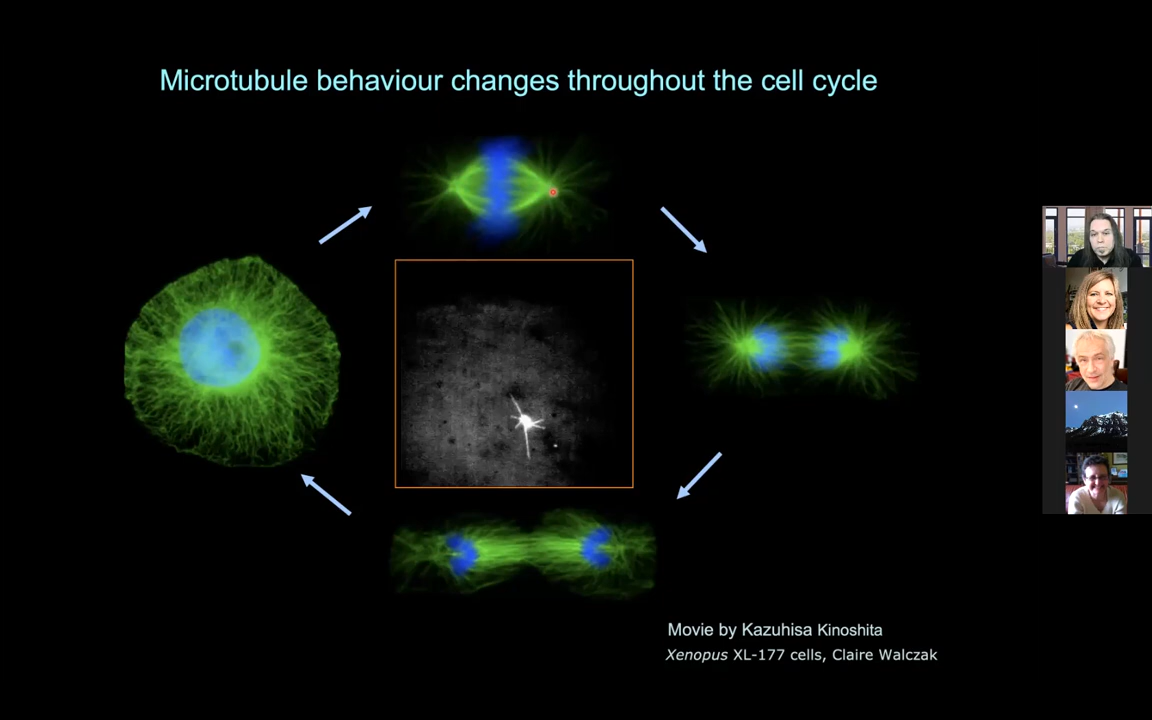 Microtubule behaviour changes throughout the cell cycle
Movie by Kazuhisa Kinoshita
Xenopus XL-177 cells, Claire Walczak